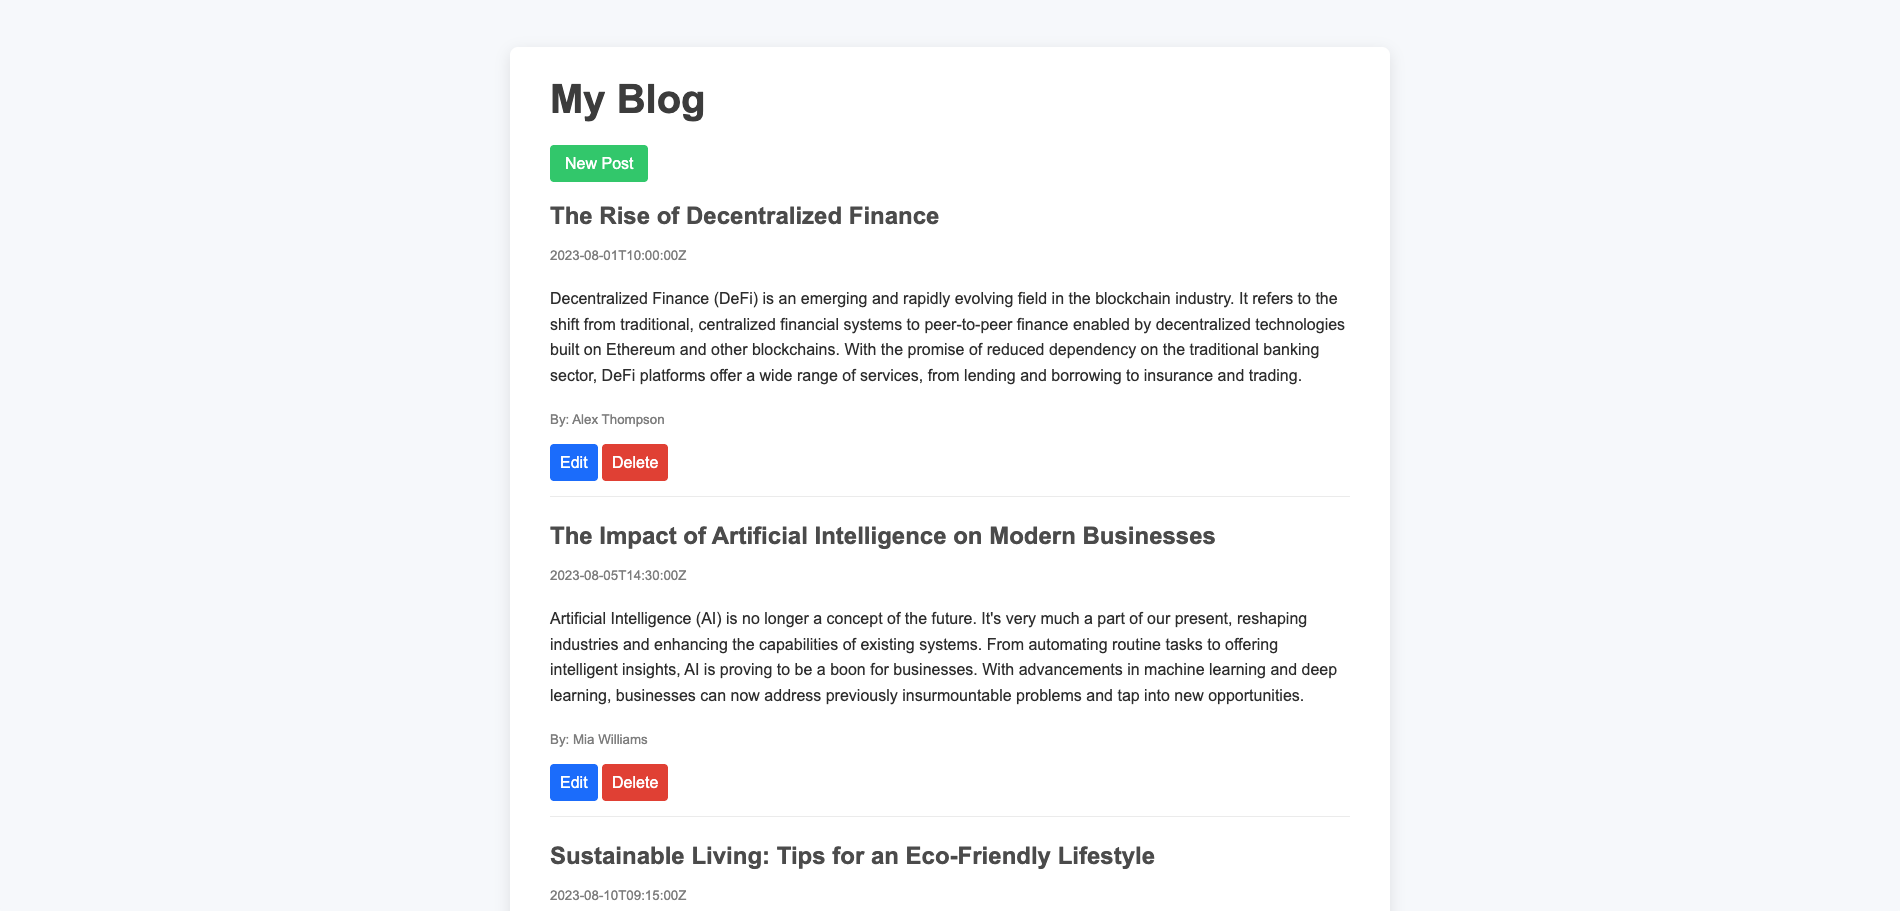 My Blog
New Post
The Rise of Decentralized Finance
2023-08-01T10:00:00Z
Decentralized Finance (DeFi) is an emerging and rapidly evolving field in the blockchain industry. It refers to the
shift from traditional, centralized financial systems to peer-to-peer finance enabled by decentralized technologies
built on Ethereum and other blockchains. With the promise of reduced dependency on the traditional banking
sector, DeFi platforms offer a wide range of services, from lending and borrowing to insurance and trading.
By: Alex Thompson
Edit Delete
The Impact of Artificial Intelligence on Modern Businesses
2023-08-05T14:30:00Z
Artificial Intelligence (AI) is no longer a concept of the future. It's very much a part of our present, reshaping
industries and enhancing the capabilities of existing systems. From automating routine tasks to offering
intelligent insights, AI is proving to be a boon for businesses. With advancements in machine learning and deep
learning, businesses can now address previously insurmountable problems and tap into new opportunities.
By: Mia Williams
Edit Delete
Sustainable Living: Tips for an Eco-Friendly Lifestyle
2023-08-10T09:15:00Z